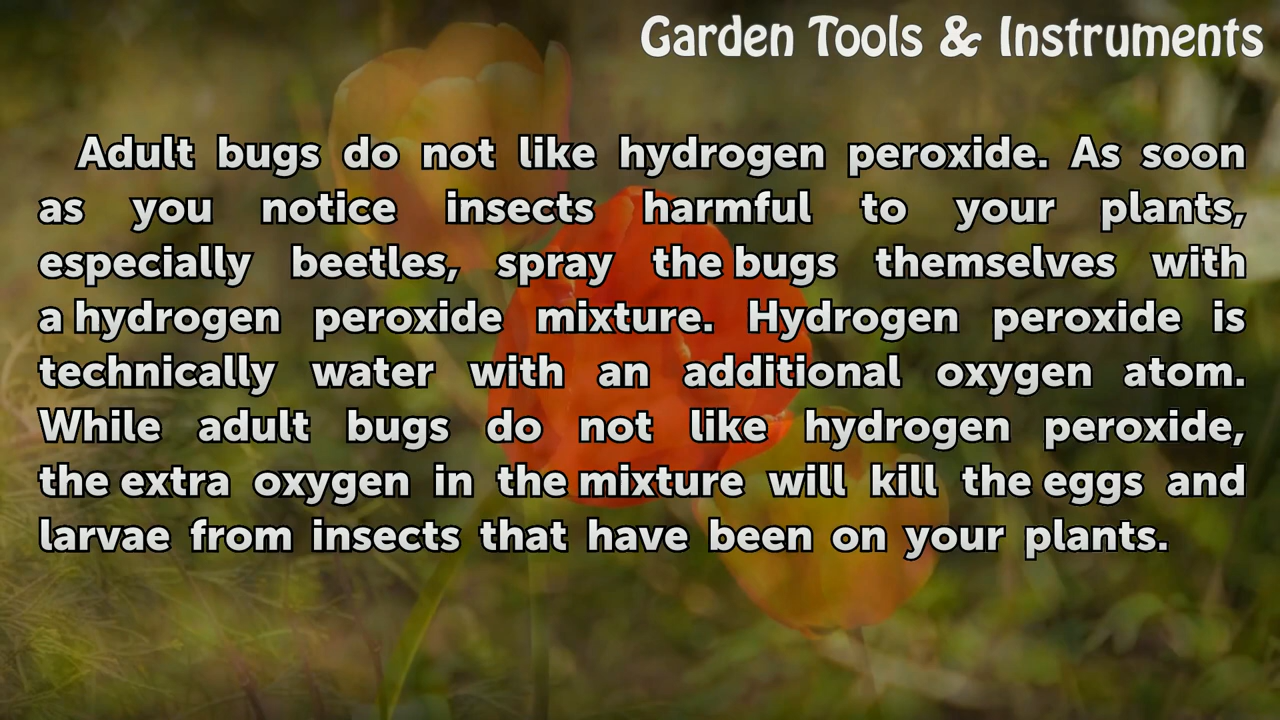 Garden Tools & Instruments
Adult bugs do not like hydrogen peroxide. As soon
as you notice insects harmful to your plants,
especially beetles, spray the bugs themselves with
a hydrogen peroxide mixture. Hydrogen peroxide is
technically water with an additional oxygen atom.
While adult bugs do not like hydrogen peroxide,
the extra oxygen in the mixture will kill the eggs and
larvae from insects that have been on your plants.